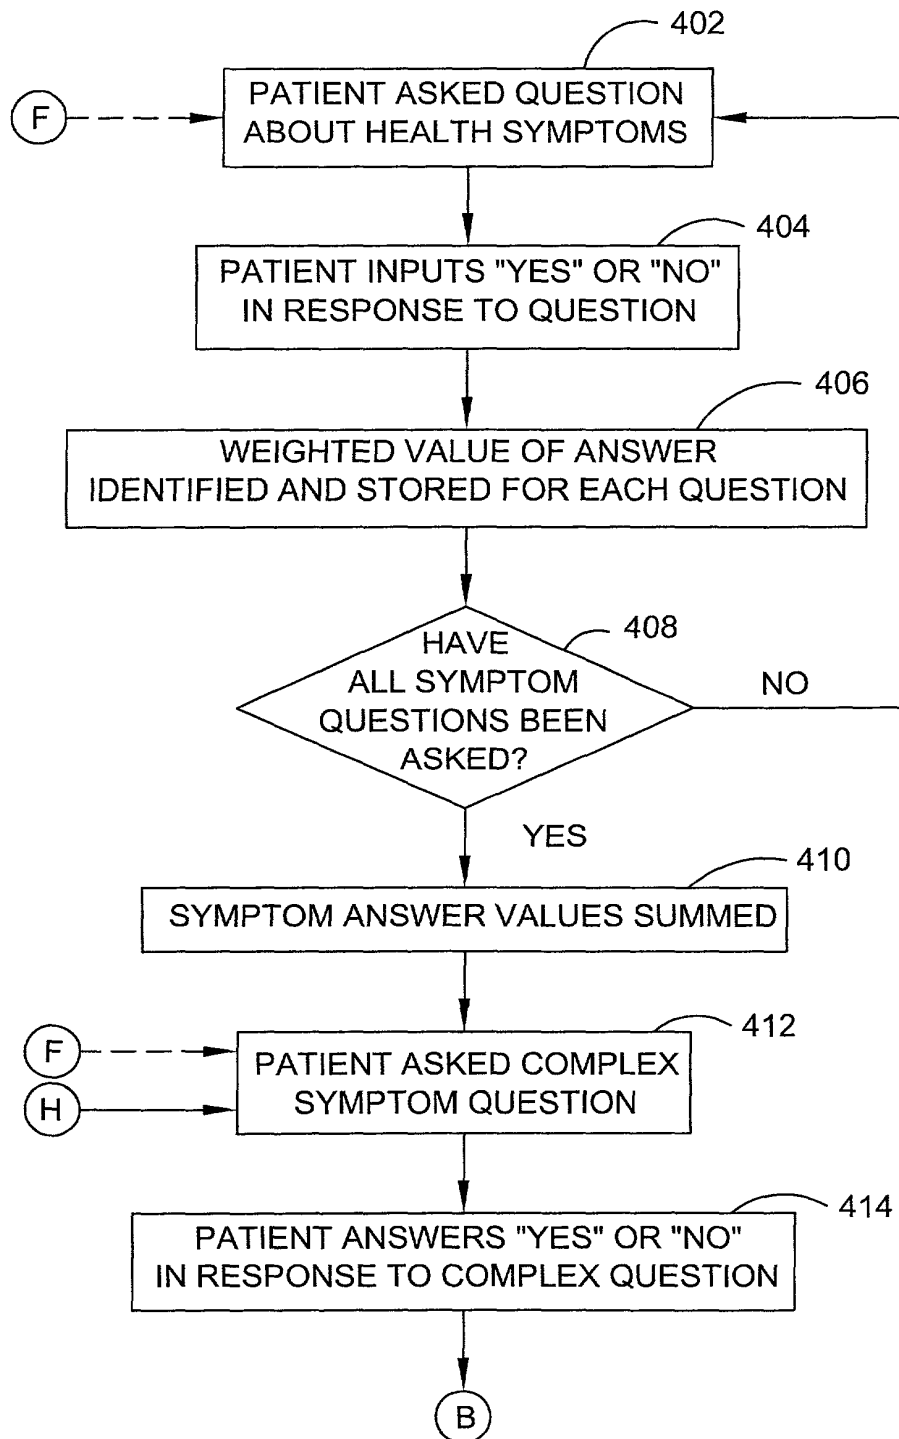 402
F
PATIENT ASKED QUESTION
ABOUT HEALTH SYMPTOMS
404
PATIENT INPUTS "YES" OR "NO"
IN RESPONSE TO QUESTION
406
WEIGHTED VALUE OF ANSWER
IDENTIFIED AND STORED FOR EACH QUESTION
408
HAVE
ALL SYMPTOM
QUESTIONS BEEN
ASKED?
NO
YES
410
SYMPTOM ANSWER VALUES SUMMED
412
F
H
PATIENT ASKED COMPLEX
SYMPTOM QUESTION
414
PATIENT ANSWERS "YES" OR "NO"
IN RESPONSE TO COMPLEX QUESTION
B